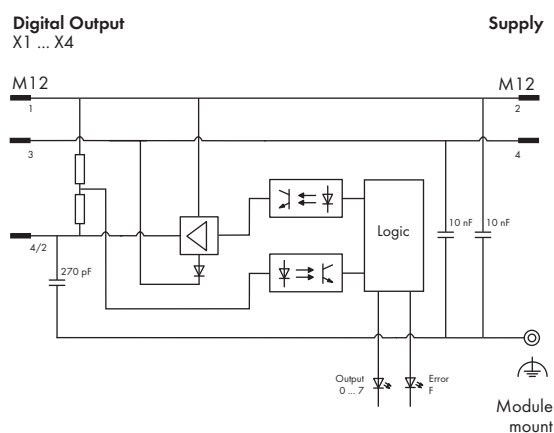 Digital Output
X1 ... X4
Supply
M12
M12
1
2
3
4
4/2
Logic
10 nF
10 nF
270 pF
Output
0 ... 7
Error
F
Module
mount